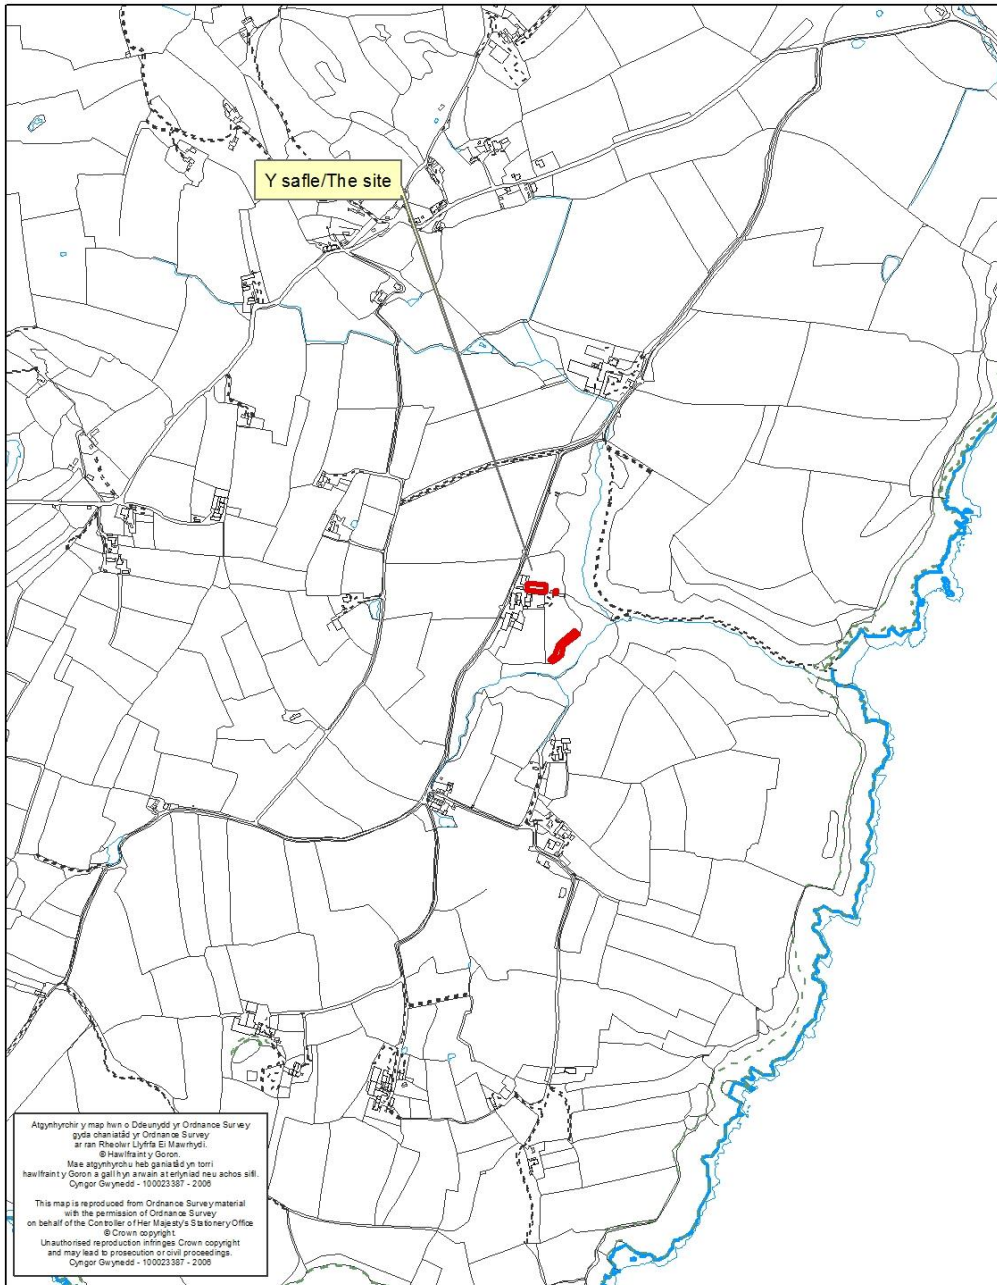 Y safle/The site
Atgynhyrchir y map hwn o Ddeunydd yr Ordnance Survey
gyda chaniatâd yr Ordnance Survey
ar ran Rheolwr Llyfrfa Ei Mawrhydi.
© Hawlfraint y Goron.
Mae atgynhyrchu heb ganiatâd yn torri
hawlfraint y Goron a gall hyn arwain at erlyniad neu achos sifil.
Cyngor Gwynedd - 100023387 - 2006
This map is reproduced from Ordnance Survey material
with the permission of Ordnance Survey
on behalf of the Controller of Her Majesty's Stationery Office
© Crown copyright.
Unauthorised reproduction infringes Crown copyright
and may lead to prosecution or civil proceedings.
Cyngor Gwynedd - 100023387 - 2006